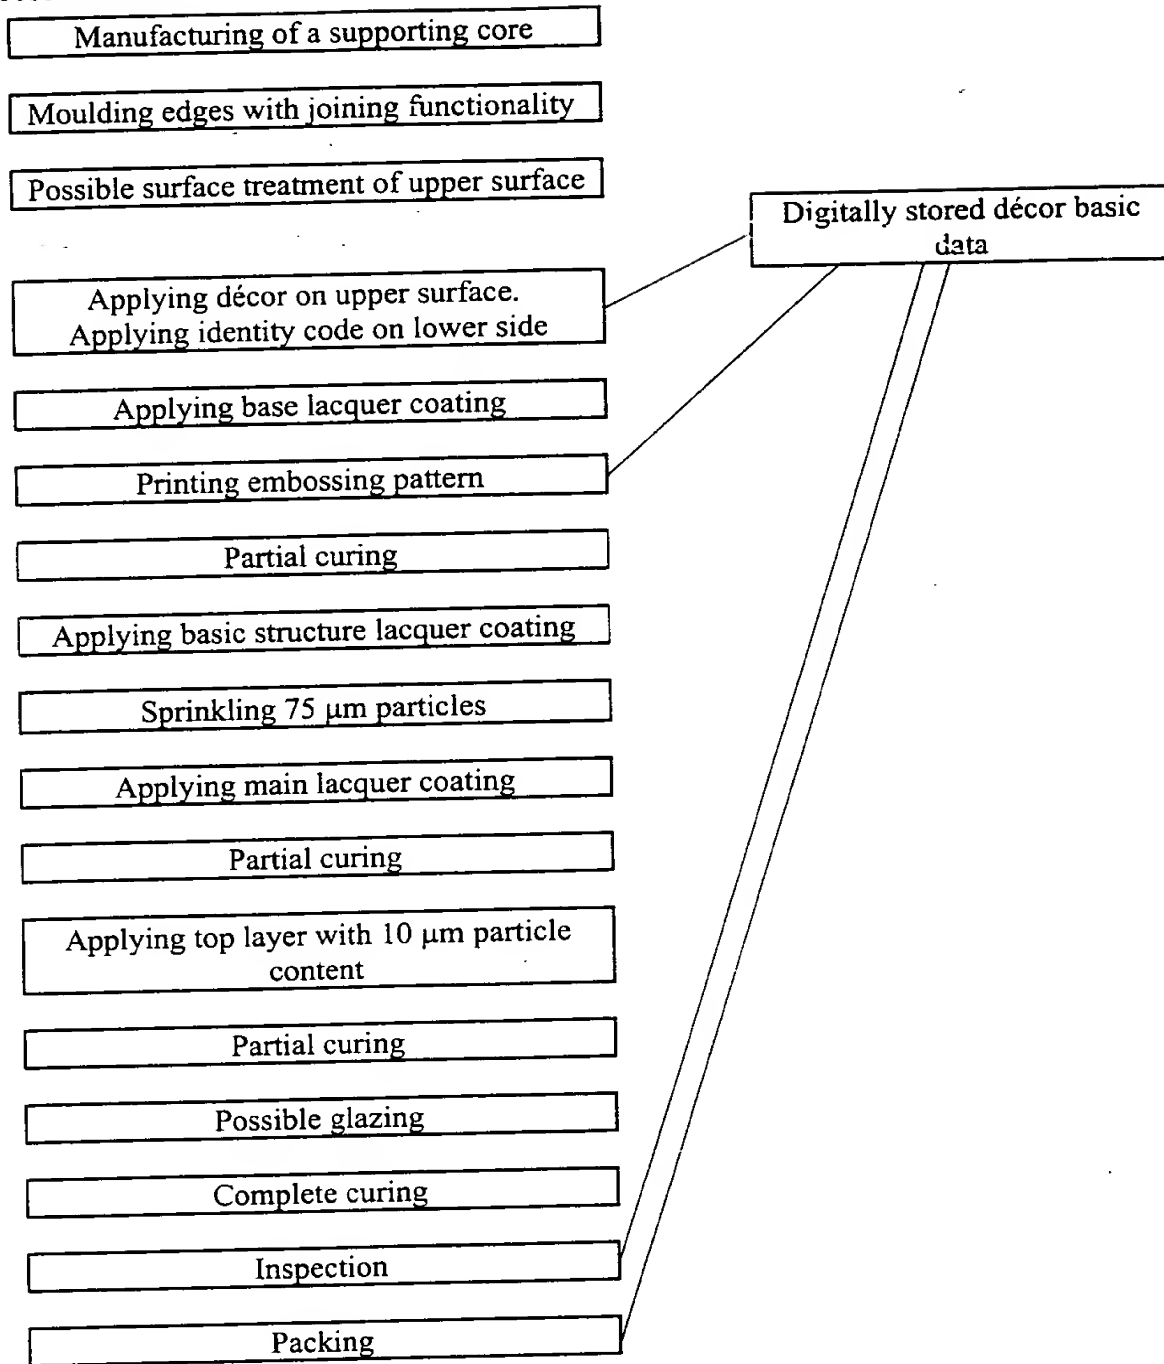 Manufacturing of a supporting core
Moulding edges with joining functionality
Possible surface treatment of upper surface
Digitally stored décor basic
data
Applying décor on upper surface.
Applying identity code on lower side
Applying base lacquer coating
Printing embossing pattern
Partial curing
Applying basic structure lacquer coating
Sprinkling 75 µm particles
Applying main lacquer coating
Partial curing
Applying top layer with 10 µm particle
content
Partial curing
Possible glazing
Complete curing
Inspection
Packing